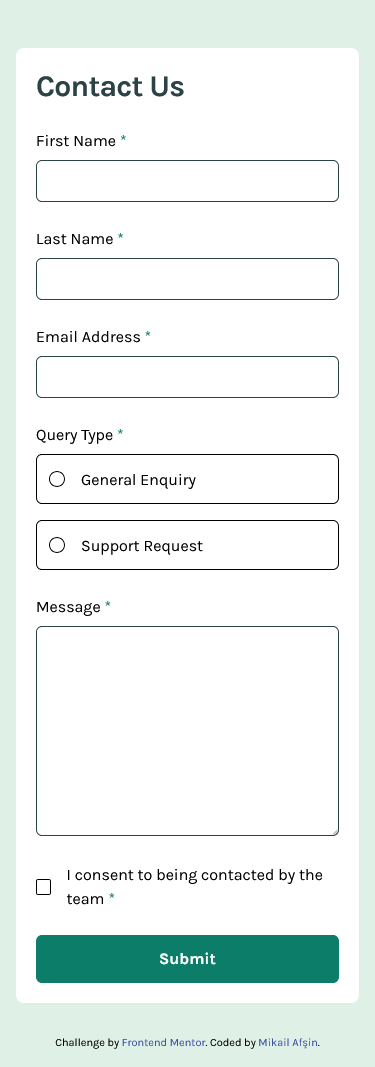 Contact Us
First Name *
Last Name *
Email Address *
Query Type *
General Enquiry
Support Request
Message *
I consent to being contacted by the
team *
Submit
Challenge by Frontend Mentor. Coded by Mikail Afşin.